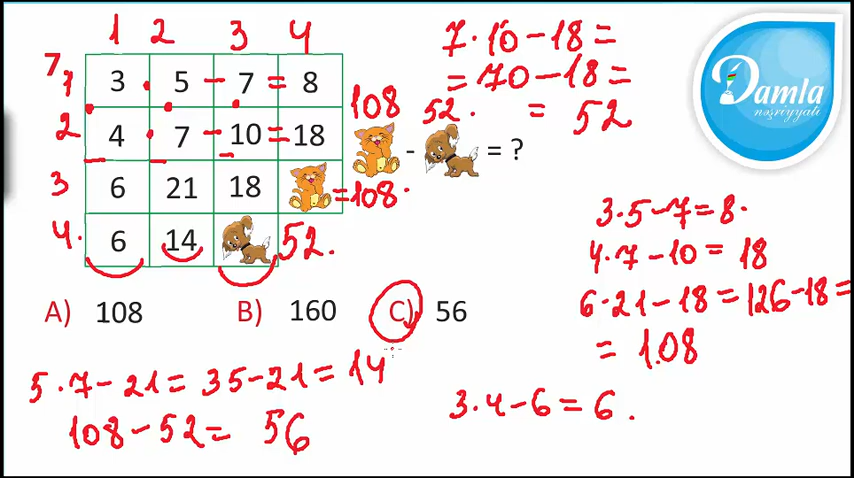 1 2 3 4
7 · 10 - 18 =
= 70 - 18 =
= 52
7
1 3 · 5 - 7 = 8
2 4 · 7 - 10 = 18
3 6 21 18 = 108.
4. 6 14 52.
108 52.
- = ?
Damla
nəşriyyatı
3 · 5 - 7 = 8.
4 · 7 - 10 = 18
6 · 21 - 18 = 126 - 18 =
= 108
3 · 4 - 6 = 6.
A) 108 B) 160 C) 56
5 · 7 - 21 = 35 - 21 = 14
108 - 52 = 56